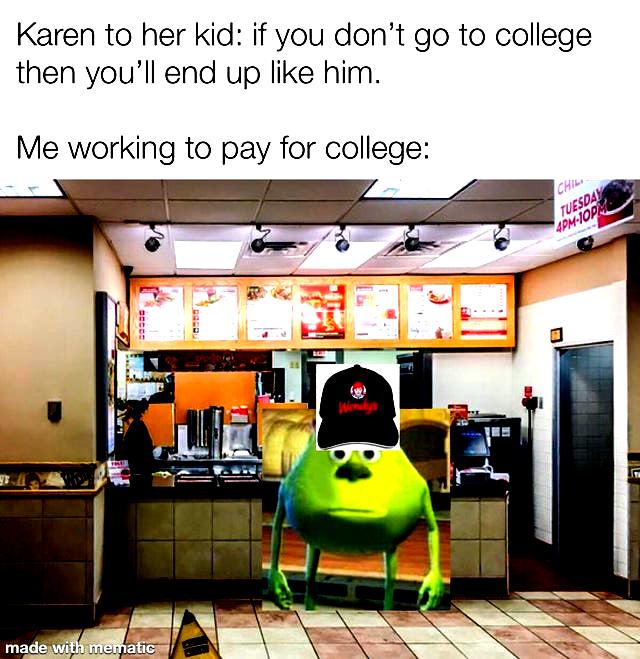 Karen to her kid: if you don't go to college
then you'll end up like him.
Me working to pay for college:
TUESDAY
4PM-10PM
Wendy's
made with mematic